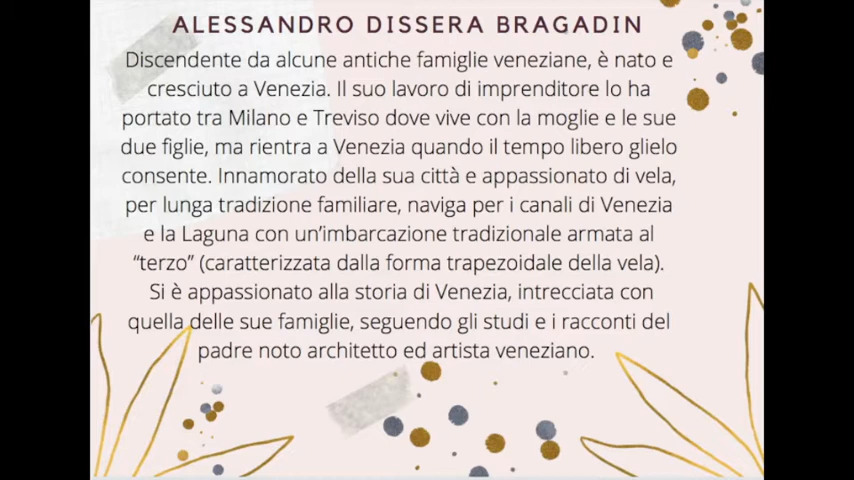 ALESSANDRO DISSERA BRAGADIN
Discendente da alcune antiche famiglie veneziane, è nato e
cresciuto a Venezia. Il suo lavoro di imprenditore lo ha
portato tra Milano e Treviso dove vive con la moglie e le sue
due figlie, ma rientra a Venezia quando il tempo libero glielo
consente. Innamorato della sua città e appassionato di vela,
per lunga tradizione familiare, naviga per i canali di Venezia
e la Laguna con un’imbarcazione tradizionale armata al
“terzo” (caratterizzata dalla forma trapezoidale della vela).
Si è appassionato alla storia di Venezia, intrecciata con
quella delle sue famiglie, seguendo gli studi e i racconti del
padre noto architetto ed artista veneziano.